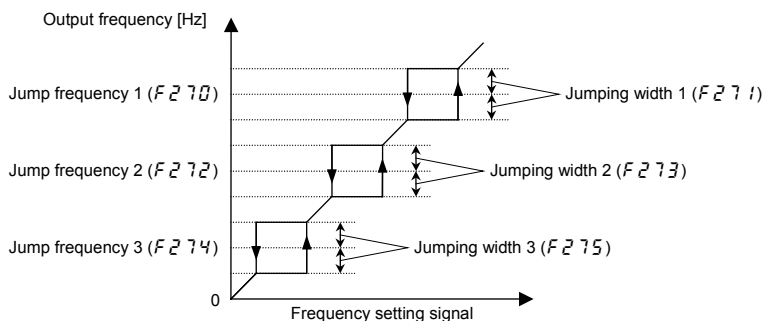 Output frequency [Hz]
Jump frequency 1 (F270)
Jumping width 1 (F271)
Jump frequency 2 (F272)
Jumping width 2 (F273)
Jump frequency 3 (F274)
Jumping width 3 (F275)
0
Frequency setting signal